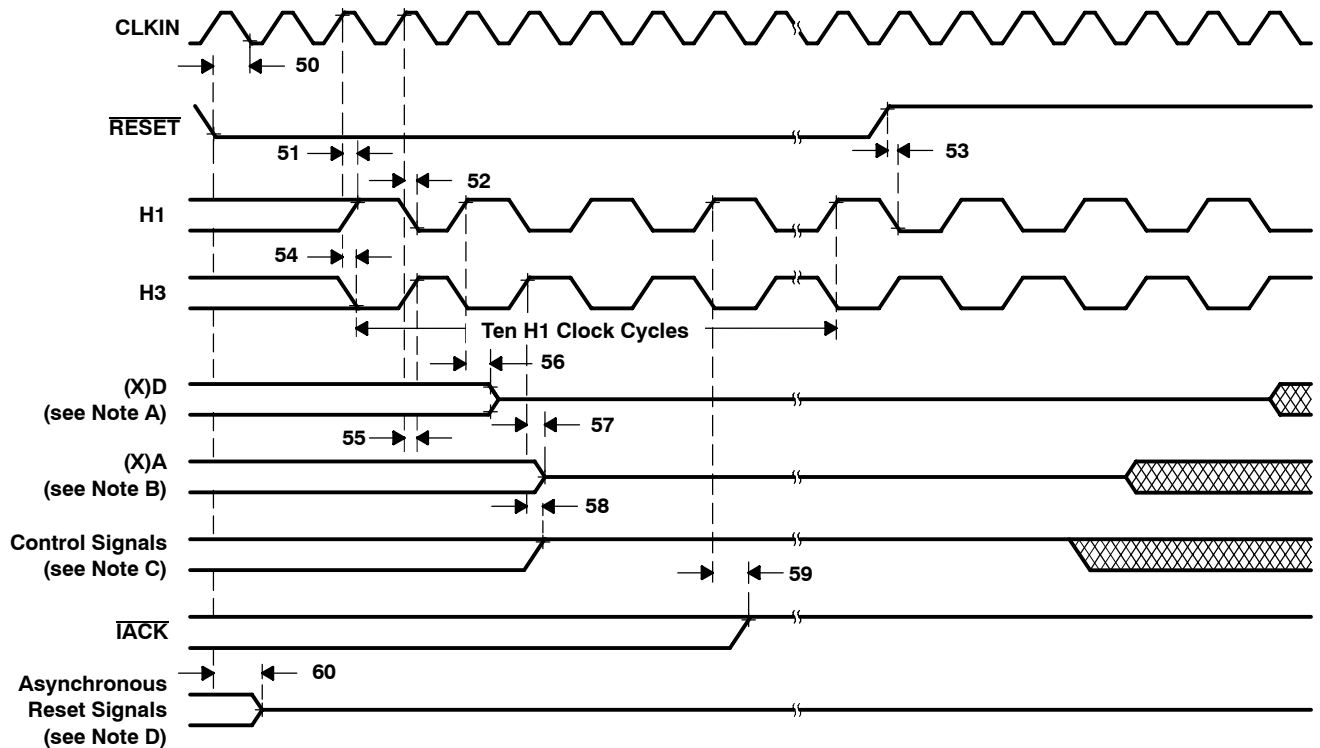 CLKIN
50
RESET
51
53
52
H1
54
H3
Ten H1 Clock Cycles
56
(X)D
(see Note A)
57
55
(X)A
(see Note B)
58
Control Signals
(see Note C)
59
IACK
60
Asynchronous
Reset Signals
(see Note D)